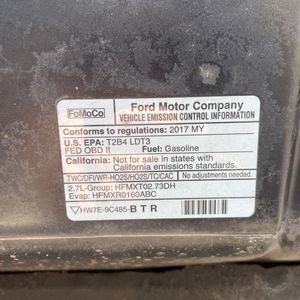 FoMoCo
Ford Motor Company
VEHICLE EMISSION CONTROL INFORMATION
Conforms to regulations: 2017 MY
U.S. EPA: T2B4 LDT3
FED OBD II Fuel: Gasoline
California: Not for sale in states with
California emissions standards.
TWC/DFI/WR-HO2S/HO2S/TC/CAC
No adjustments needed.
2.7L-Group: HFMXT02.73DH
Evap: HFMXR0160ABC
HW7E-9C485-BTR